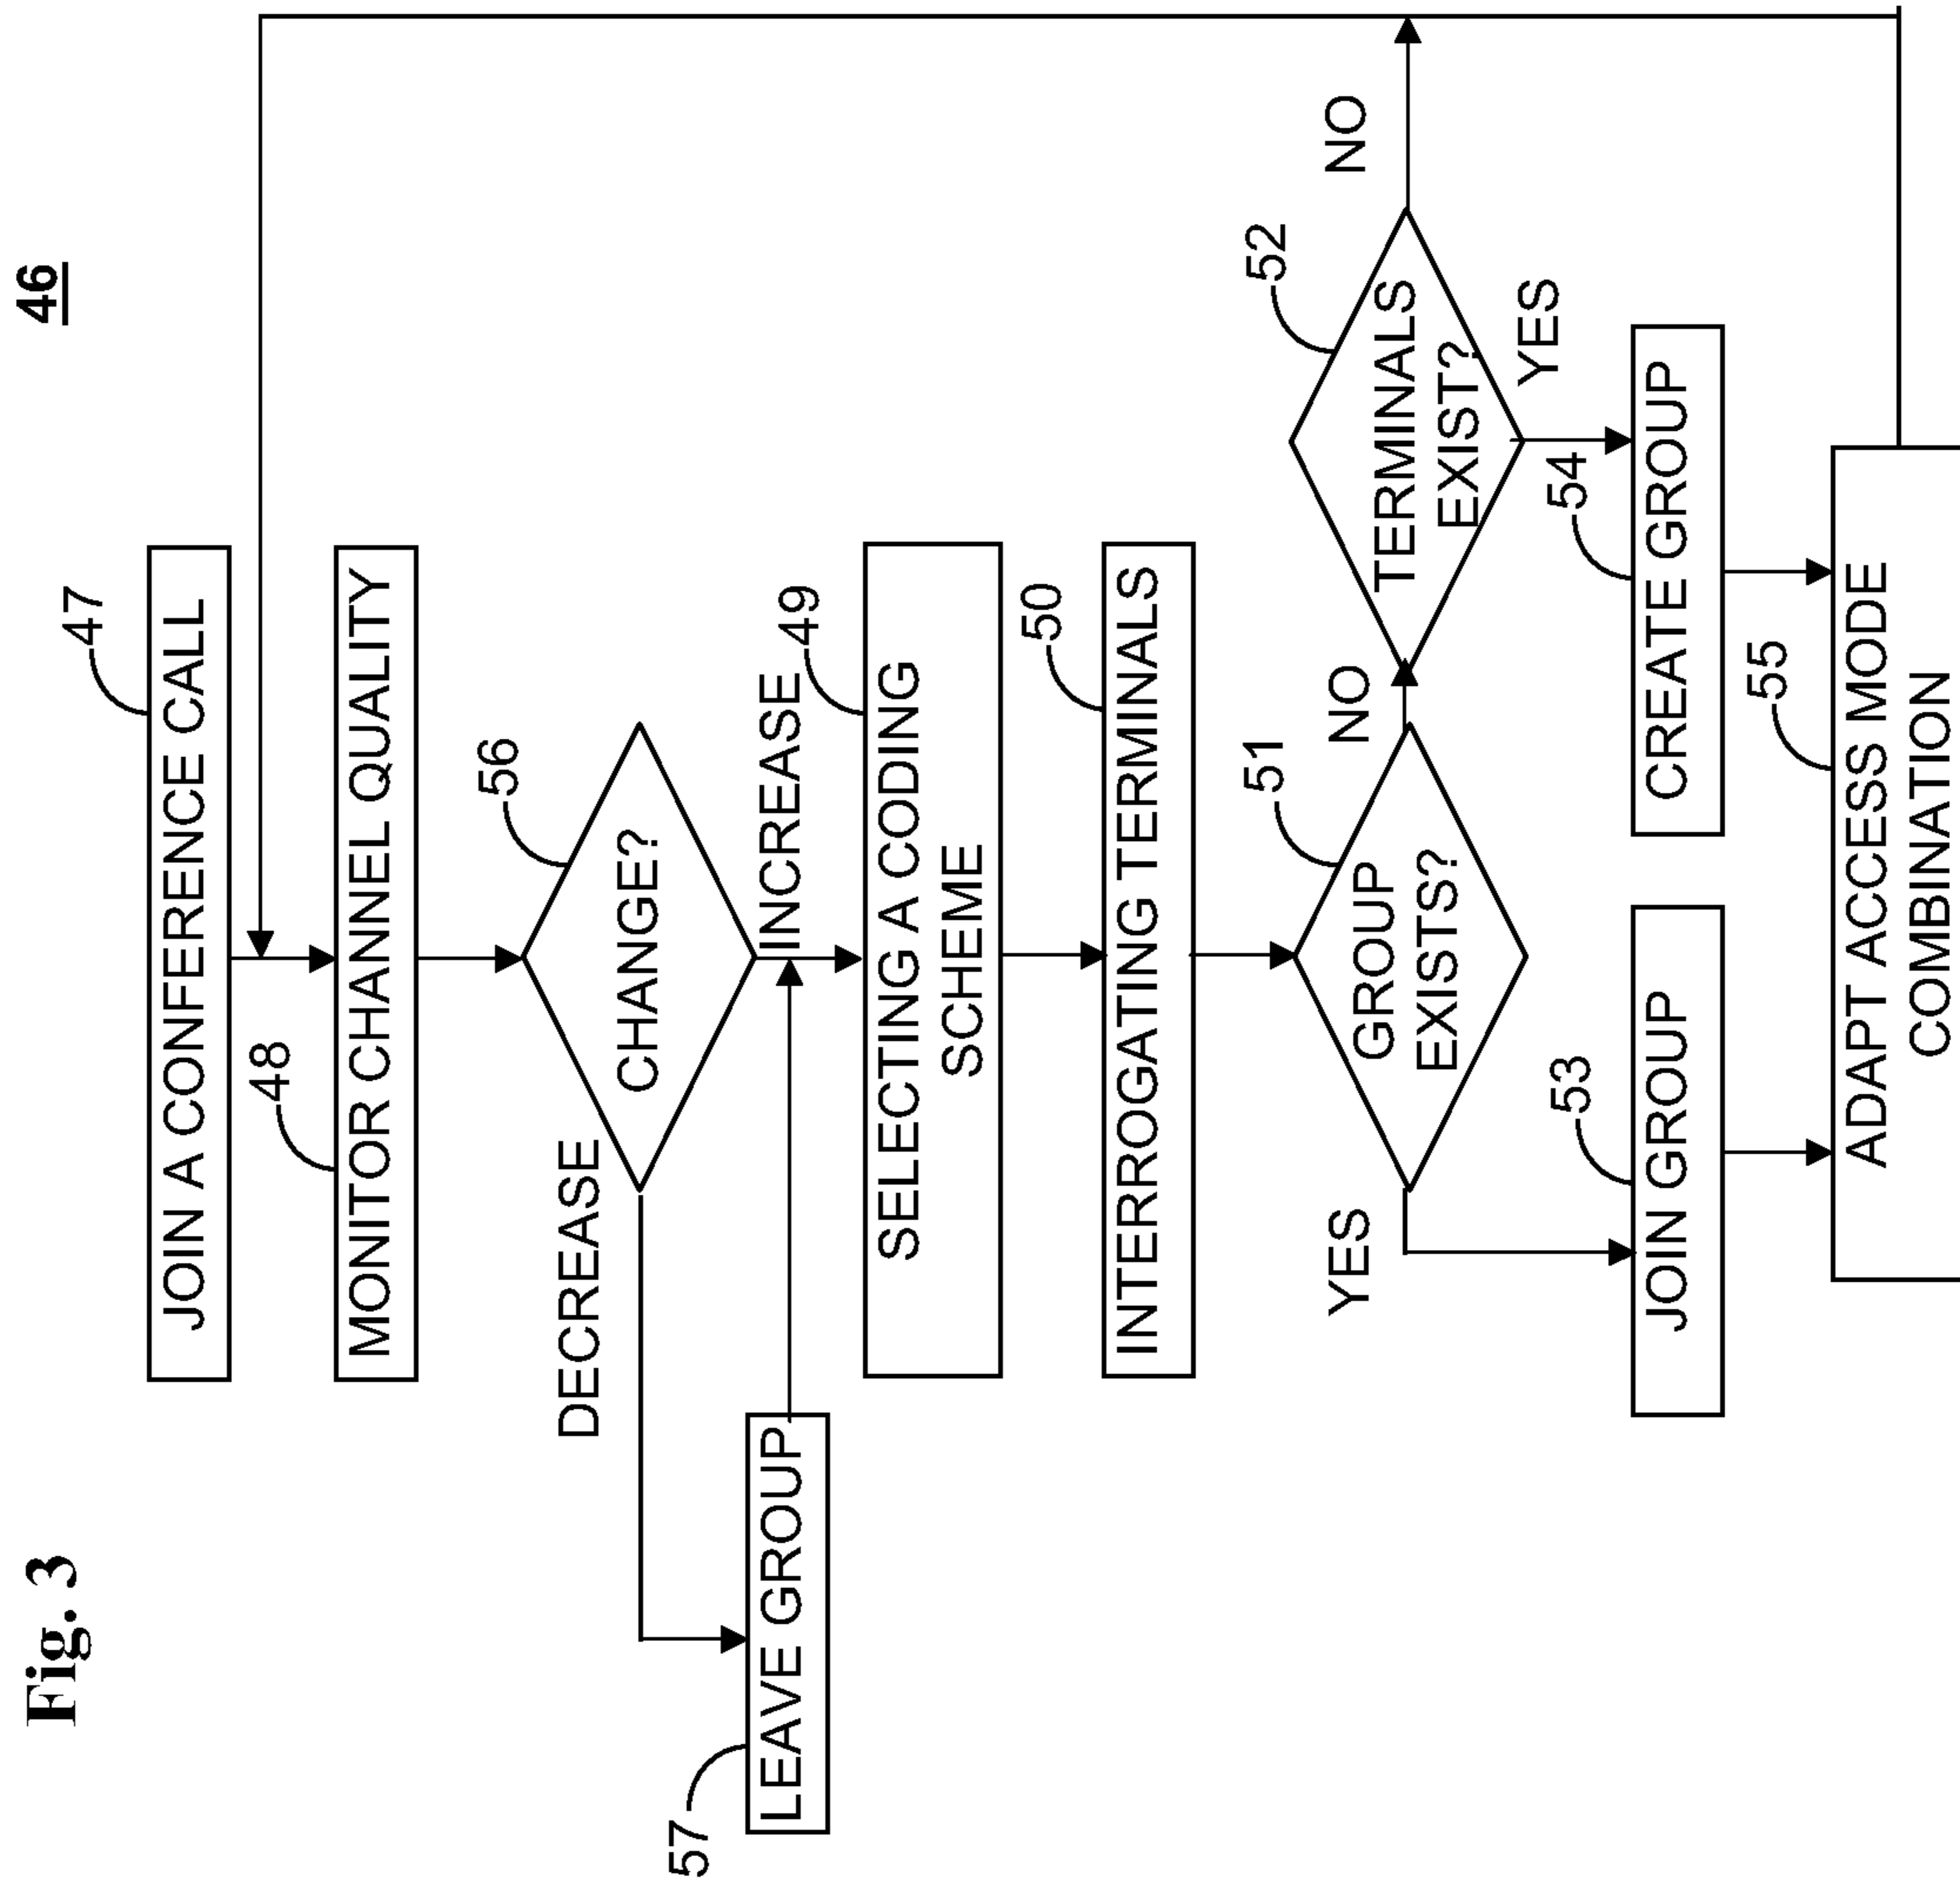 Fig. 3
46
47
JOIN A CONFERENCE CALL
48
MONITOR CHANNEL QUALITY
56
CHANGE?
DECREASE
INCREASE
57
LEAVE GROUP
49
SELECTING A CODING
SCHEME
50
INTERROGATING TERMINALS
51
GROUP
EXISTS?
YES
NO
52
TERMINALS
EXIST?
NO
YES
53
JOIN GROUP
54
CREATE GROUP
55
ADAPT ACCESS MODE
COMBINATION